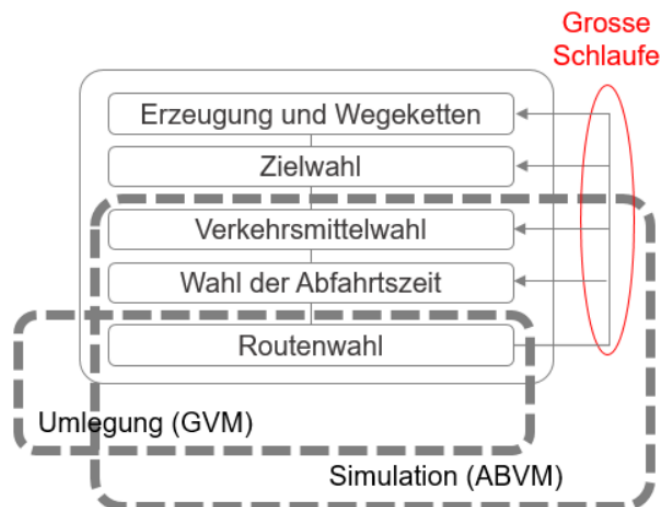 Grosse
Schlaufe
Erzeugung und Wegeketten
Zielwahl
Verkehrsmittelwahl
Wahl der Abfahrtszeit
Routenwahl
Umlegung (GVM)
Simulation (ABVM)